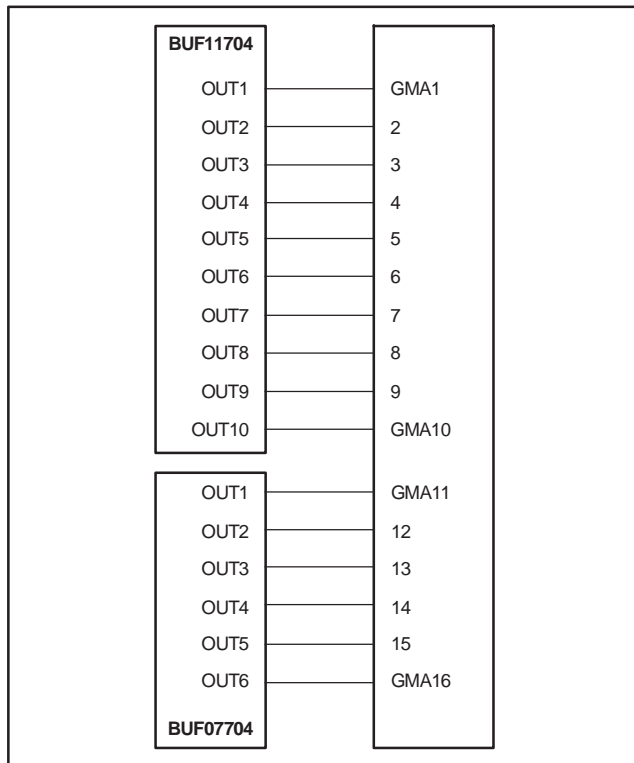 BUF11704
OUT1 GMA1
OUT2 2
OUT3 3
OUT4 4
OUT5 5
OUT6 6
OUT7 7
OUT8 8
OUT9 9
OUT10 GMA10
OUT1 GMA11
OUT2 12
OUT3 13
OUT4 14
OUT5 15
OUT6 GMA16
BUF07704